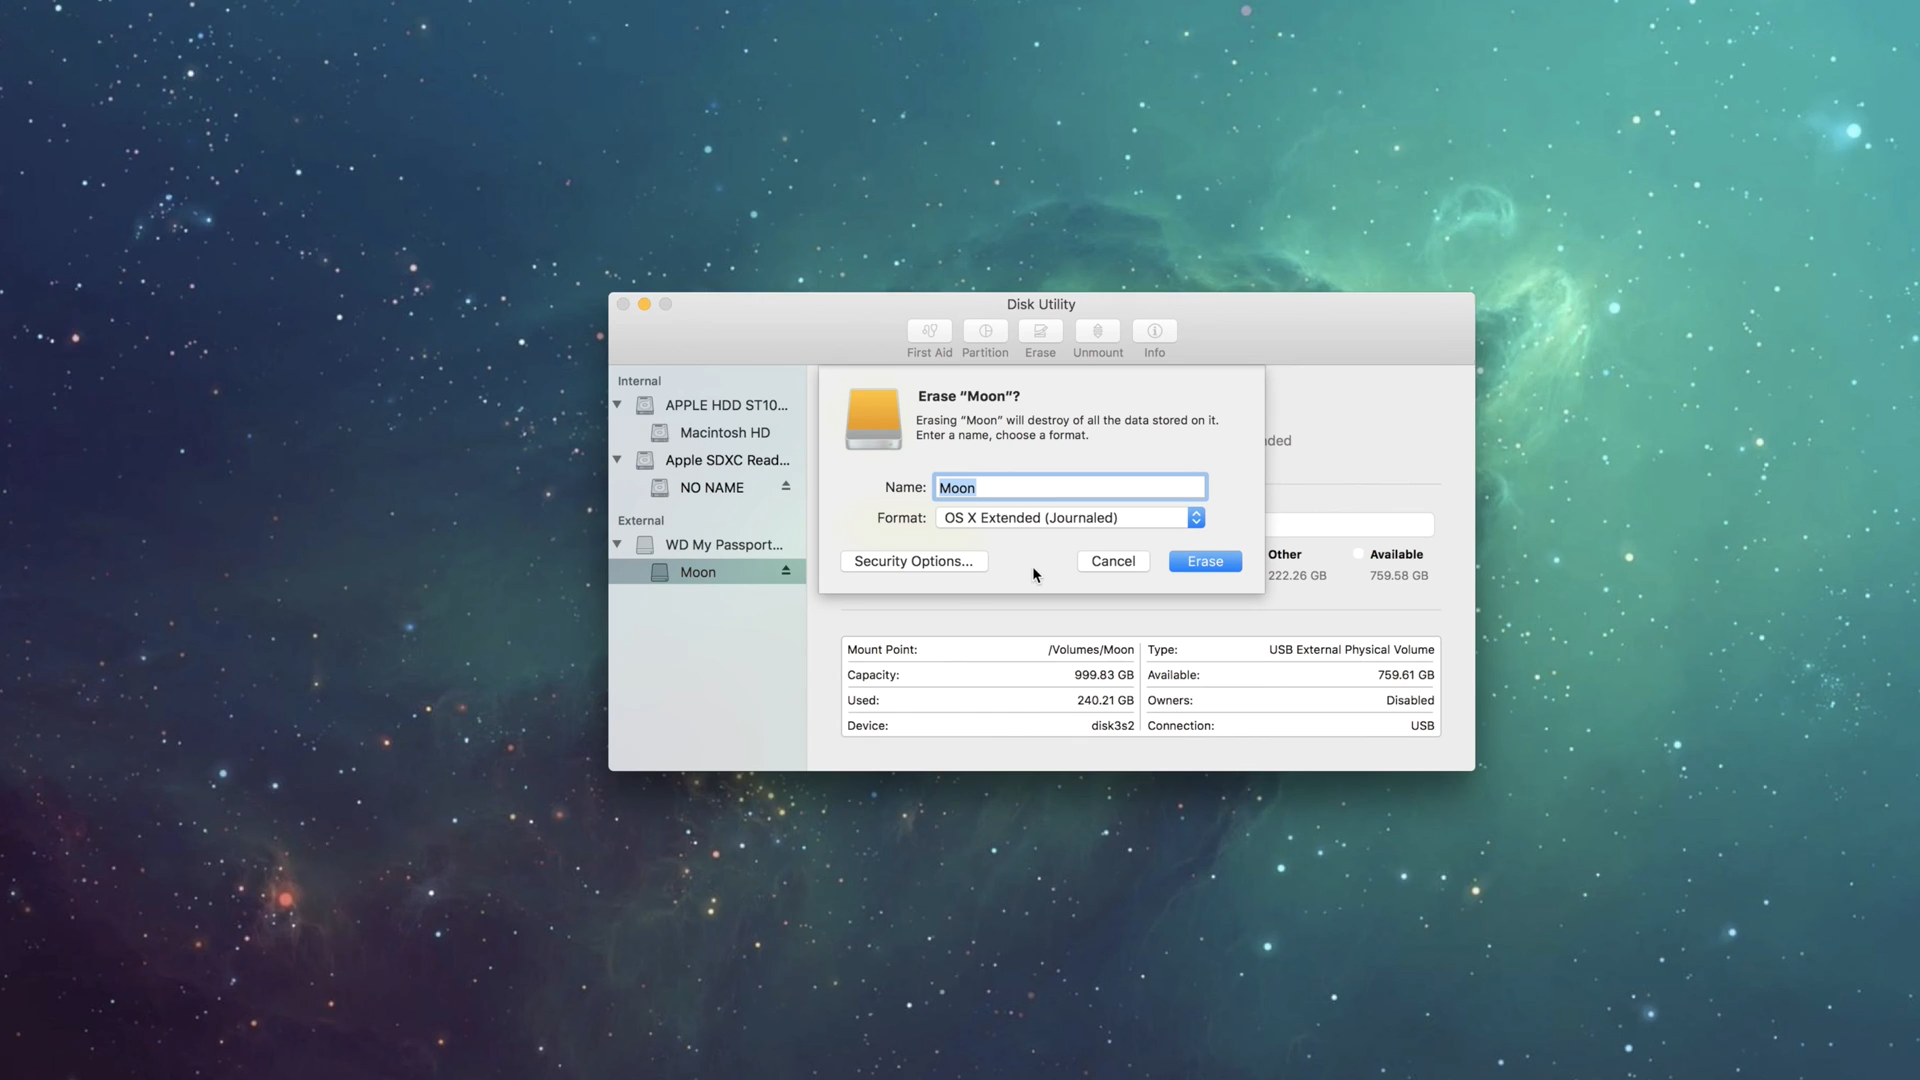 Disk Utility
First Aid Partition Erase Unmount Info
Internal
APPLE HDD ST10...
Macintosh HD
Apple SDXC Read...
NO NAME
External
WD My Passport...
Moon
Erase “Moon”?
Erasing “Moon” will destroy of all the data stored on it.
Enter a name, choose a format.
Name: Moon
Format: OS X Extended (Journaled)
Security Options... Cancel Erase
nded
Other Available
222.26 GB 759.58 GB
Mount Point: /Volumes/Moon Type: USB External Physical Volume
Capacity: 999.83 GB Available: 759.61 GB
Used: 240.21 GB Owners: Disabled
Device: disk3s2 Connection: USB